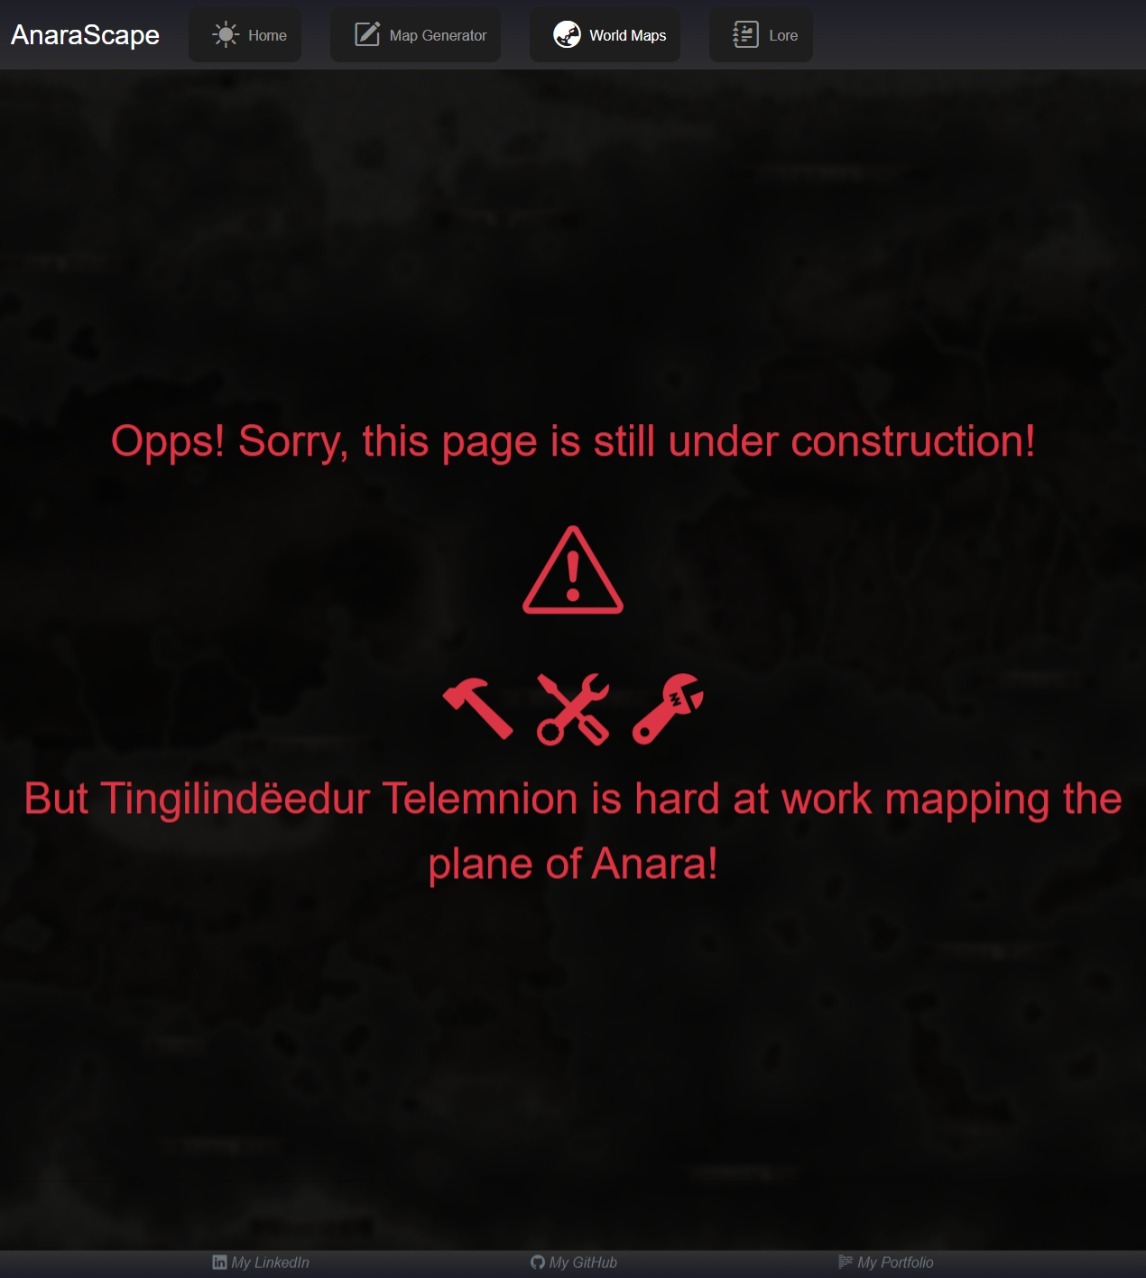 AnaraScape
Home
Map Generator
World Maps
Lore
Opps! Sorry, this page is still under construction!
But Tingilindëedur Telemnion is hard at work mapping the
plane of Anara!
My LinkedIn
My GitHub
My Portfolio